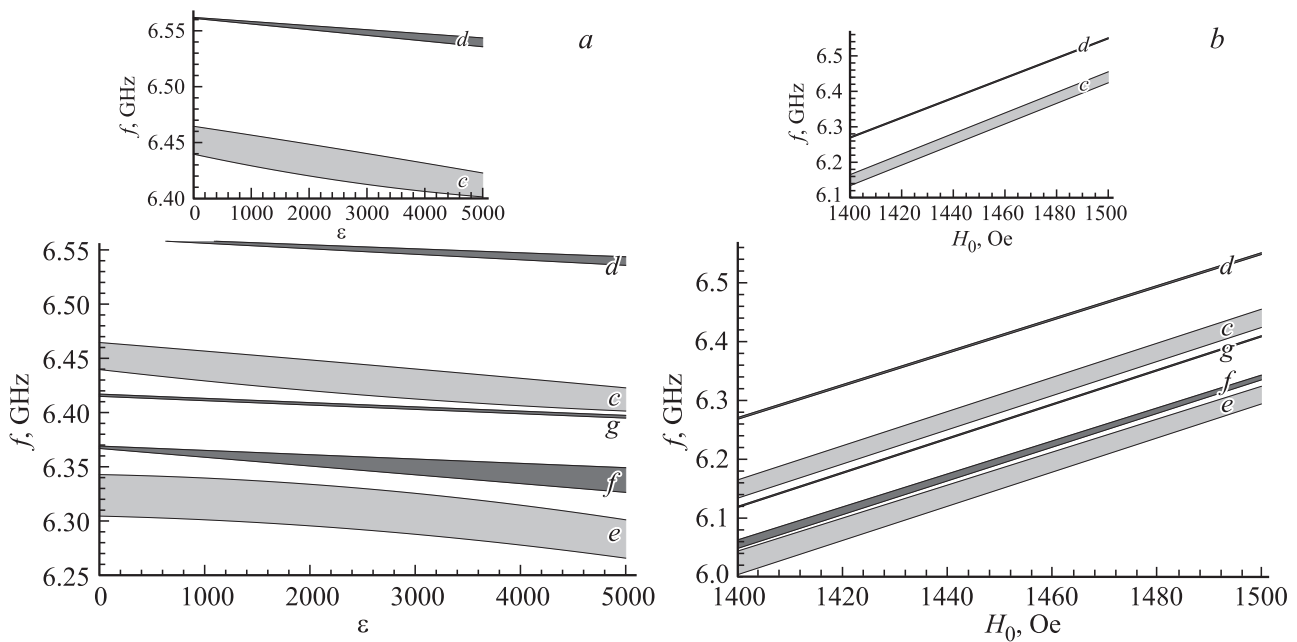 a
6.55
6.50
6.45
6.40
f, GHz
d
c
0 1000 2000 3000 4000 5000
ε
b
6.5
6.4
6.3
6.2
6.1
f, GHz
d
c
1400 1420 1440 1460 1480 1500
H0, Oe
6.55
6.50
6.45
6.40
6.35
6.30
6.25
f, GHz
d
c
g
f
e
0 1000 2000 3000 4000 5000
ε
6.5
6.4
6.3
6.2
6.1
6.0
f, GHz
d
c
g
f
e
1400 1420 1440 1460 1480 1500
H0, Oe